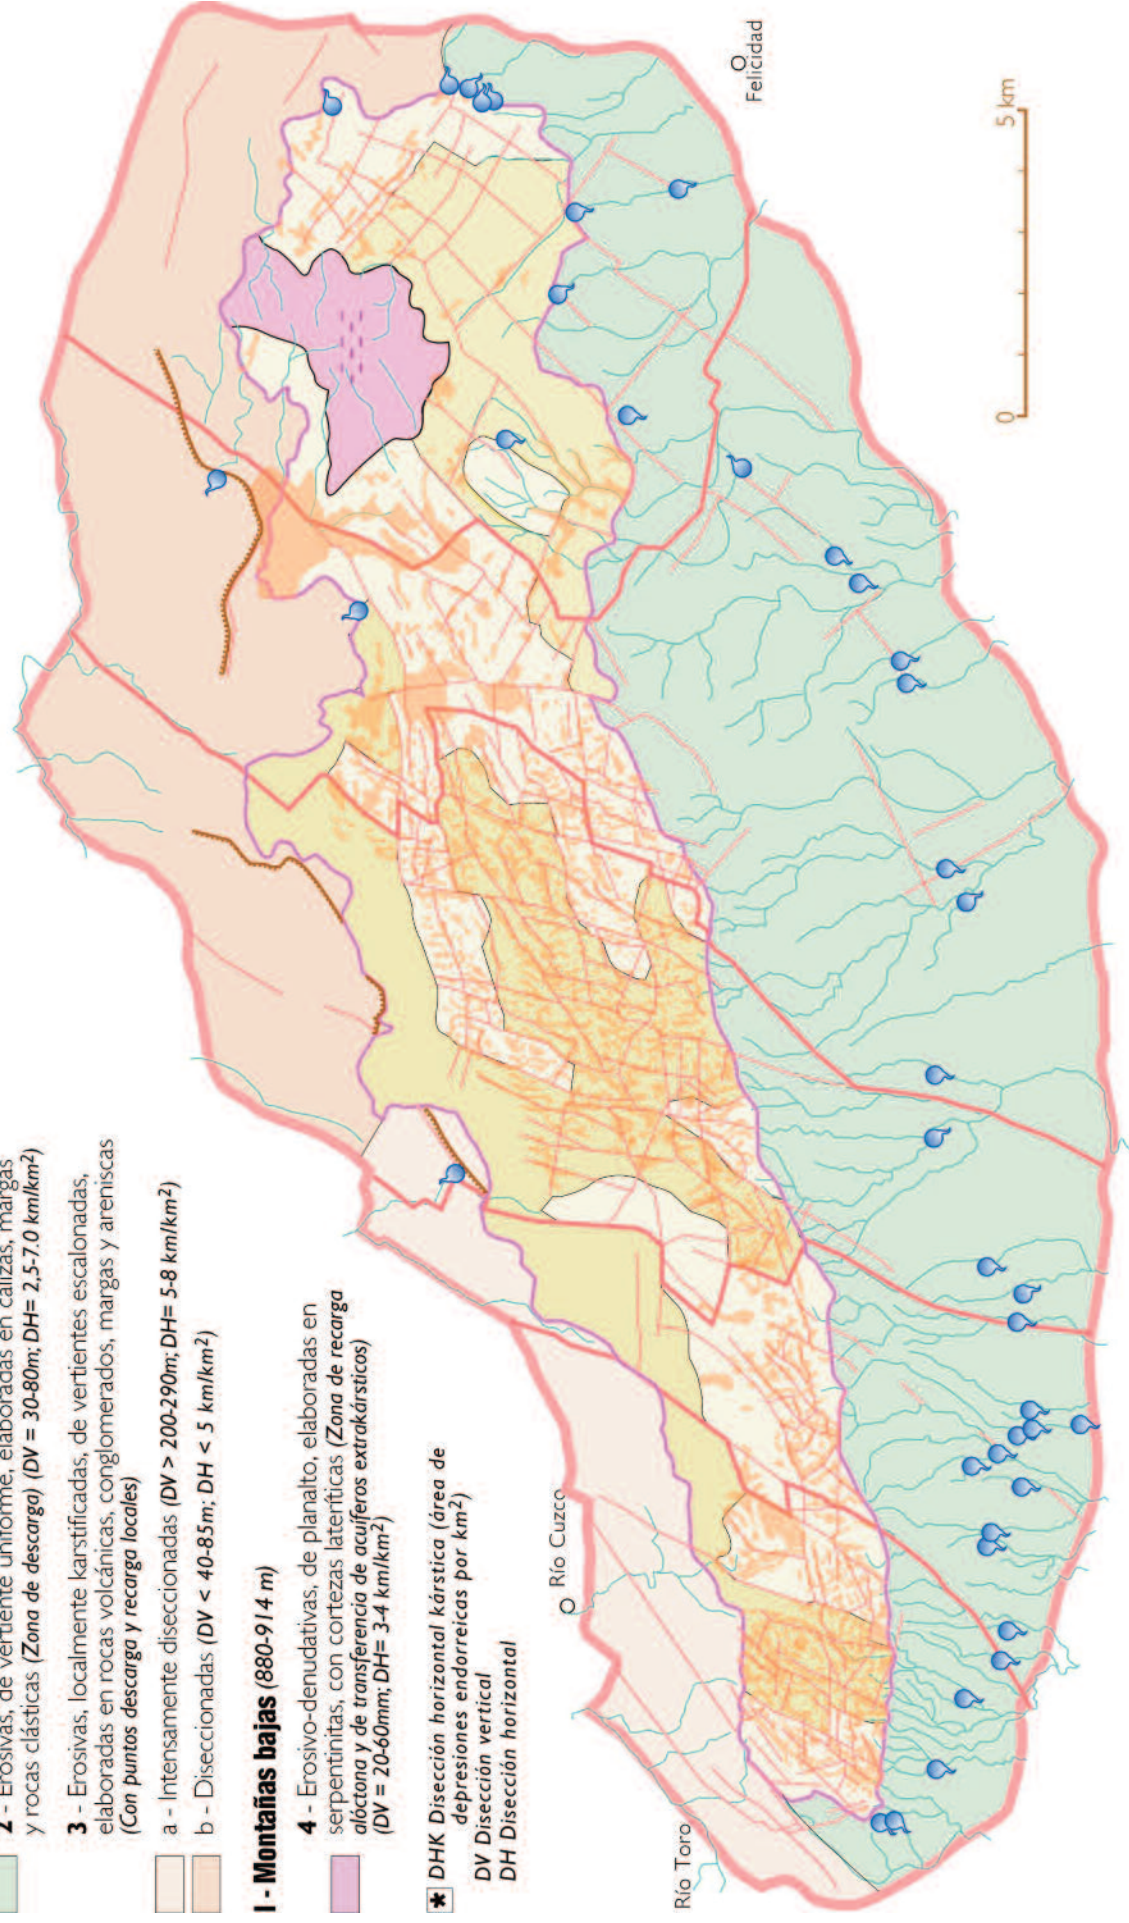 2 - Erosivas, de vertiente uniforme, elaboradas en calizas, margas
y rocas clásticas (Zona de descarga) (DV = 30-80m; DH= 2,5-7.0 km/km²)
3 - Erosivas, localmente karstificadas, de vertientes escalonadas,
elaboradas en rocas volcánicas, conglomerados, margas y areniscas
(Con puntos descarga y recarga locales)
a - Intensamente diseccionadas (DV > 200-290m; DH= 5-8 km/km²)
b - Diseccionadas (DV < 40-85m; DH < 5 km/km²)
I - Montañas bajas (880-914 m)
4 - Erosivo-denudativas, de planalto, elaboradas en
serpentinitas, con cortezas lateríticas (Zona de recarga
alóctona y de transferencia de acuíferos extrakársticos)
(DV = 20-60mm; DH= 3-4 km/km²)
* DHK Disección horizontal kárstica (área de
depresiones endorreicas por km²)
DV Disección vertical
DH Disección horizontal
Río Toro
Río Cuzco
Felicidad
0 5 km